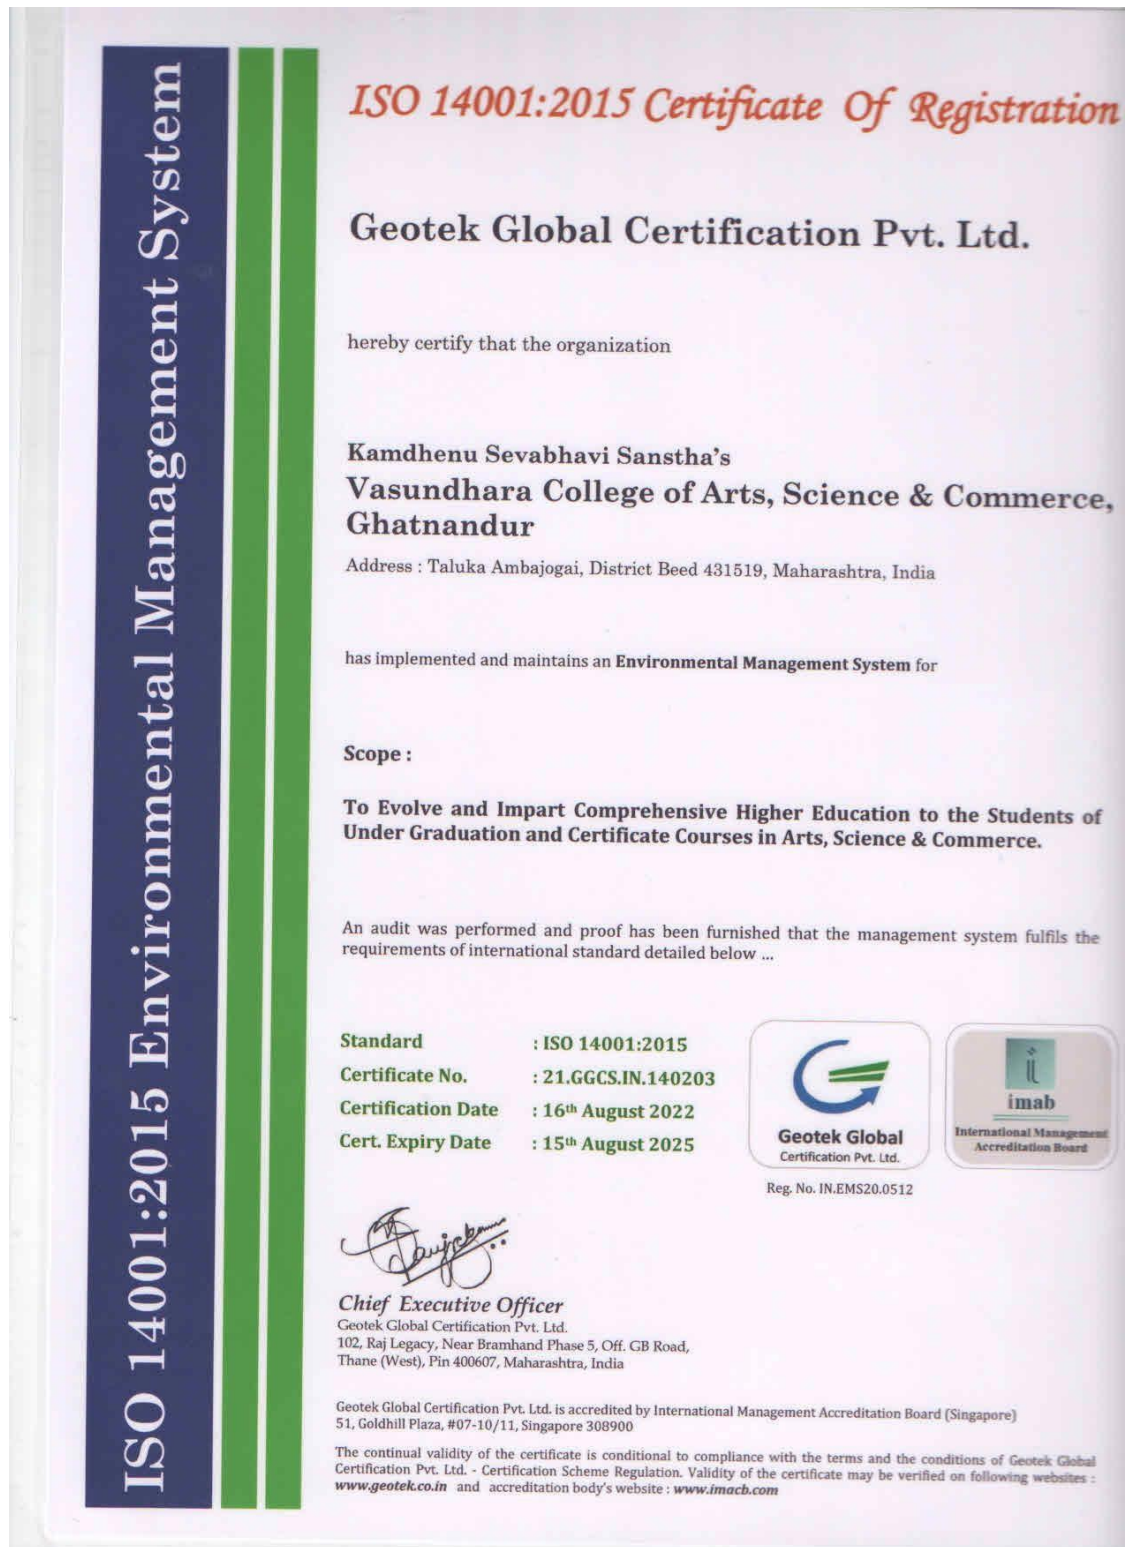 ISO 14001:2015 Environmental Management System
ISO 14001:2015 Certificate Of Registration
Geotek Global Certification Pvt. Ltd.
hereby certify that the organization
Kamdhenu Sevabhavi Sanstha's
Vasundhara College of Arts, Science & Commerce,
Ghatnandur
Address : Taluka Ambajogai, District Beed 431519, Maharashtra, India
has implemented and maintains an Environmental Management System for
Scope :
To Evolve and Impart Comprehensive Higher Education to the Students of
Under Graduation and Certificate Courses in Arts, Science & Commerce.
An audit was performed and proof has been furnished that the management system fulfils the
requirements of international standard detailed below ...
Standard : ISO 14001:2015
Certificate No. : 21.GGCS.IN.140203
Certification Date : 16th August 2022
Cert. Expiry Date : 15th August 2025
Geotek Global
Certification Pvt. Ltd.
Reg. No. IN.EMS20.0512
imab
International Management
Accreditation Board
Chief Executive Officer
Geotek Global Certification Pvt. Ltd.
102, Raj Legacy, Near Bramhand Phase 5, Off. GB Road,
Thane (West), Pin 400607, Maharashtra, India
Geotek Global Certification Pvt. Ltd. is accredited by International Management Accreditation Board (Singapore)
51, Goldhill Plaza, #07-10/11, Singapore 308900
The continual validity of the certificate is conditional to compliance with the terms and the conditions of Geotek Global
Certification Pvt. Ltd. - Certification Scheme Regulation. Validity of the certificate may be verified on following websites :
www.geotek.co.in and accreditation body's website : www.imacb.com